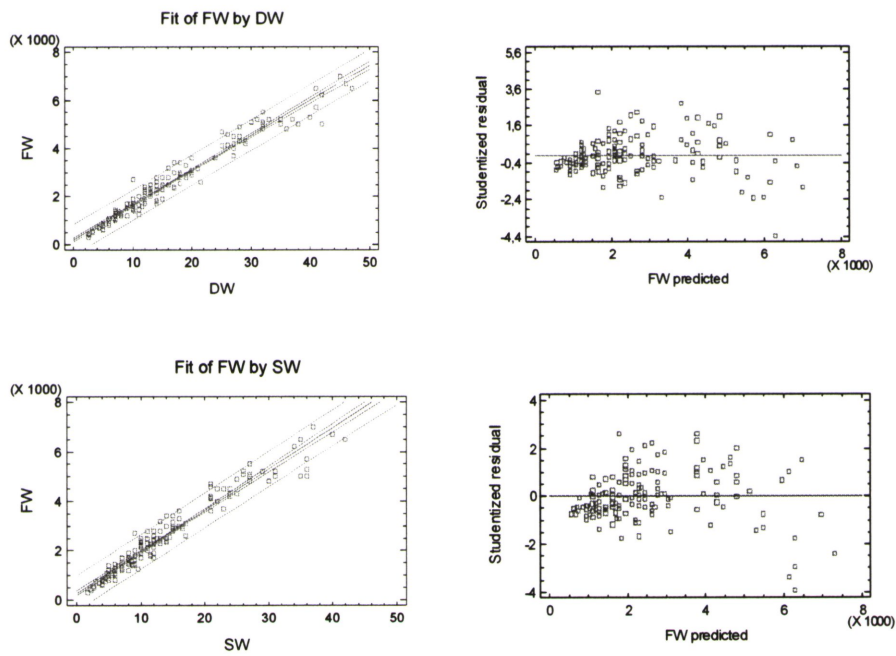 Fit of FW by DW
(X 1000)
8
6
4
2
0
FW
0 10 20 30 40 50
DW
5,6
3,6
1,6
-0,4
-2,4
-4,4
Studentized residual
0 2 4 6 8
(X 1000)
FW predicted
Fit of FW by SW
(X 1000)
8
6
4
2
0
FW
0 10 20 30 40 50
SW
4
2
0
-2
-4
Studentized residual
0 2 4 6 8
(X 1000)
FW predicted